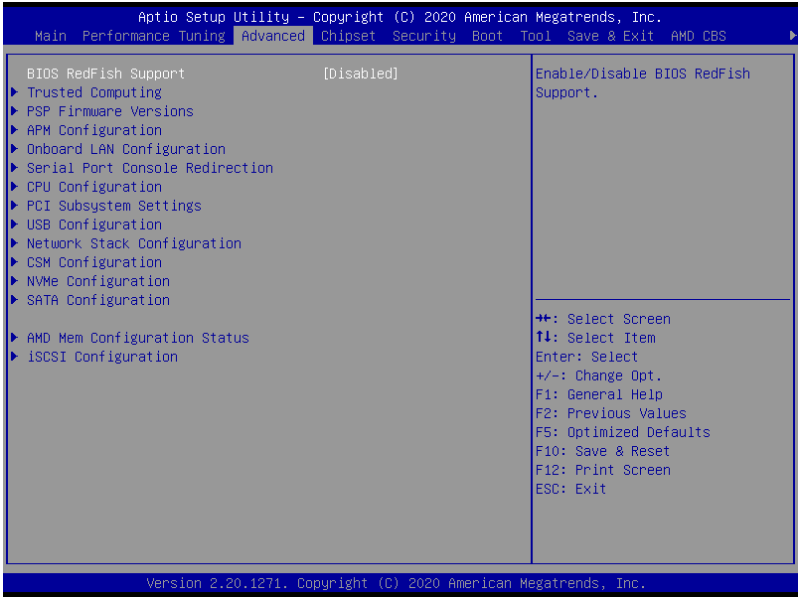 Aptio Setup Utility – Copyright (C) 2020 American Megatrends, Inc.
Main Performance Tuning Advanced Chipset Security Boot Tool Save & Exit AMD CBS
BIOS RedFish Support [Disabled]
Trusted Computing
PSP Firmware Versions
APM Configuration
Onboard LAN Configuration
Serial Port Console Redirection
CPU Configuration
PCI Subsystem Settings
USB Configuration
Network Stack Configuration
CSM Configuration
NVMe Configuration
SATA Configuration
AMD Mem Configuration Status
iSCSI Configuration
Enable/Disable BIOS RedFish
Support.
→←: Select Screen
↑↓: Select Item
Enter: Select
+/-: Change Opt.
F1: General Help
F2: Previous Values
F5: Optimized Defaults
F10: Save & Reset
F12: Print Screen
ESC: Exit
Version 2.20.1271. Copyright (C) 2020 American Megatrends, Inc.